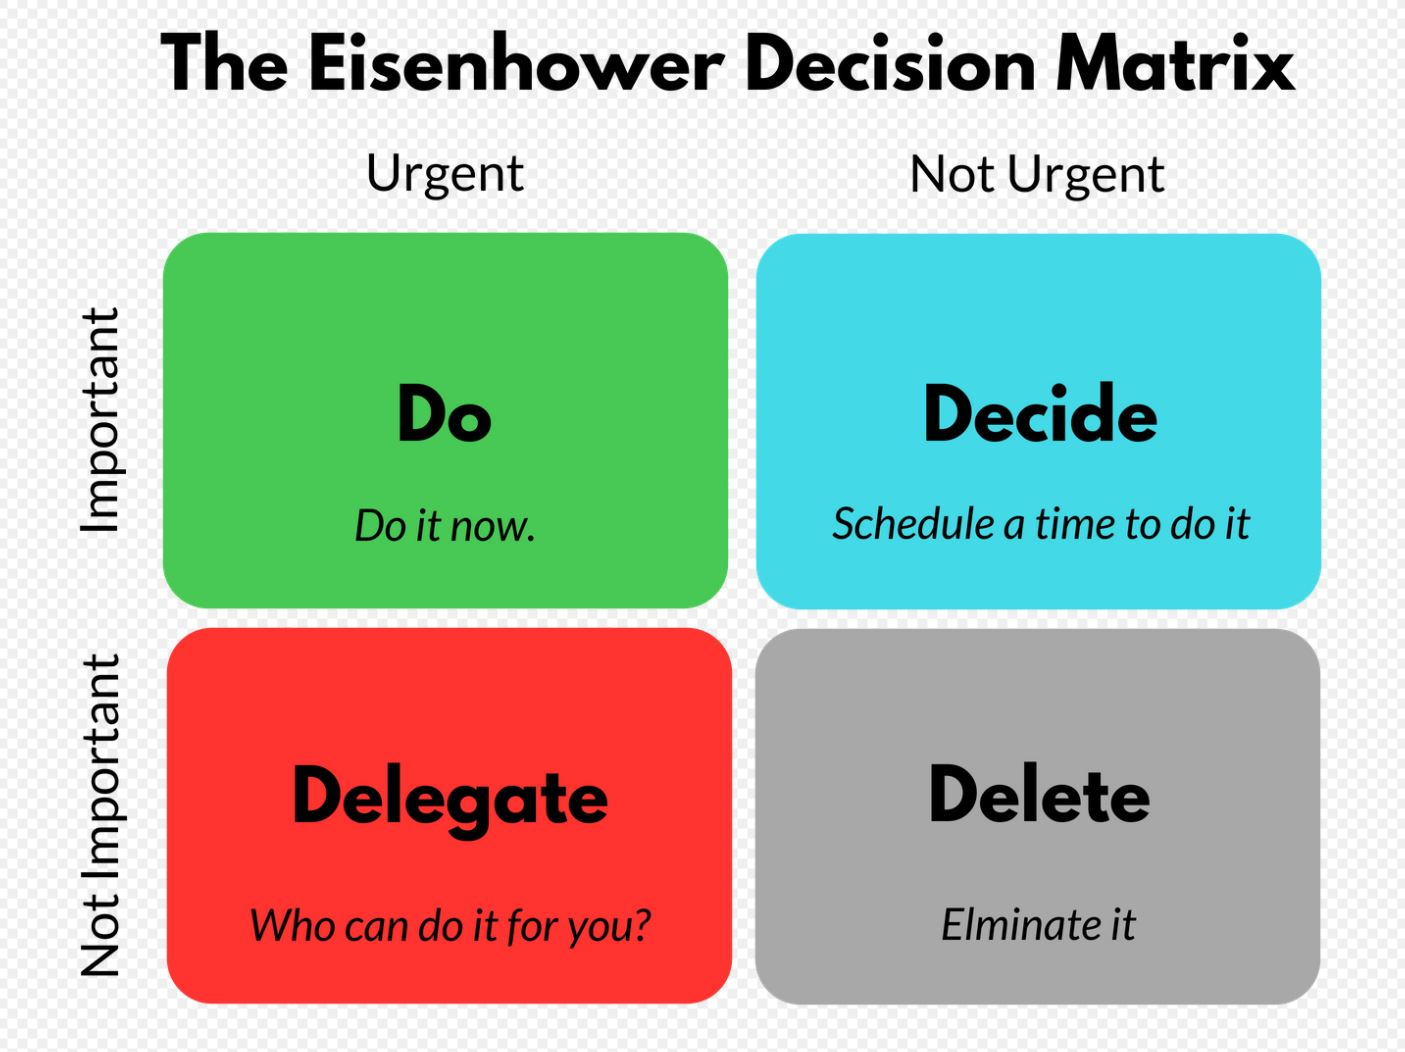 The Eisenhower Decision Matrix
Urgent
Not Urgent
Important
Do
Do it now.
Decide
Schedule a time to do it
Not Important
Delegate
Who can do it for you?
Delete
Elminate it